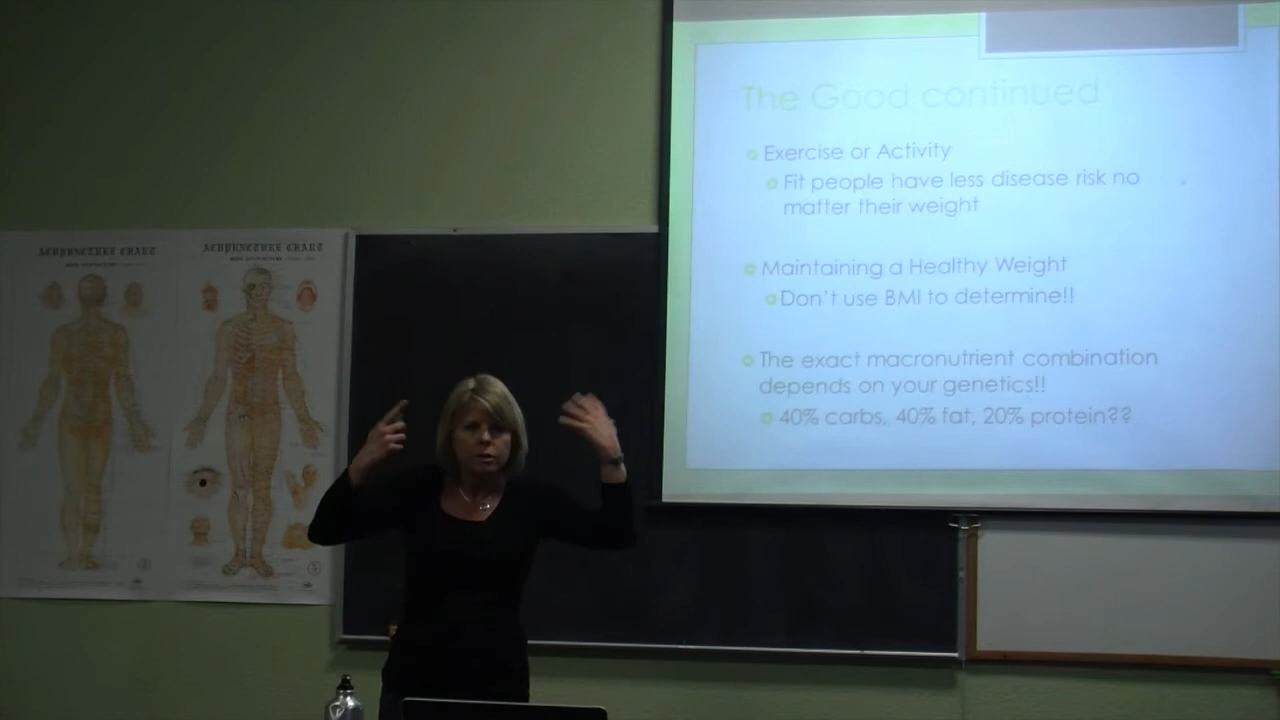 ACUPUNCTURE CHART
ACUPUNCTURE CHART
The Good continued
Exercise or Activity
Fit people have less disease risk no
matter their weight
Maintaining a Healthy Weight
Don't use BMI to determine!!
The exact macronutrient combination
depends on your genetics!!
40% carbs, 40% fat, 20% protein??